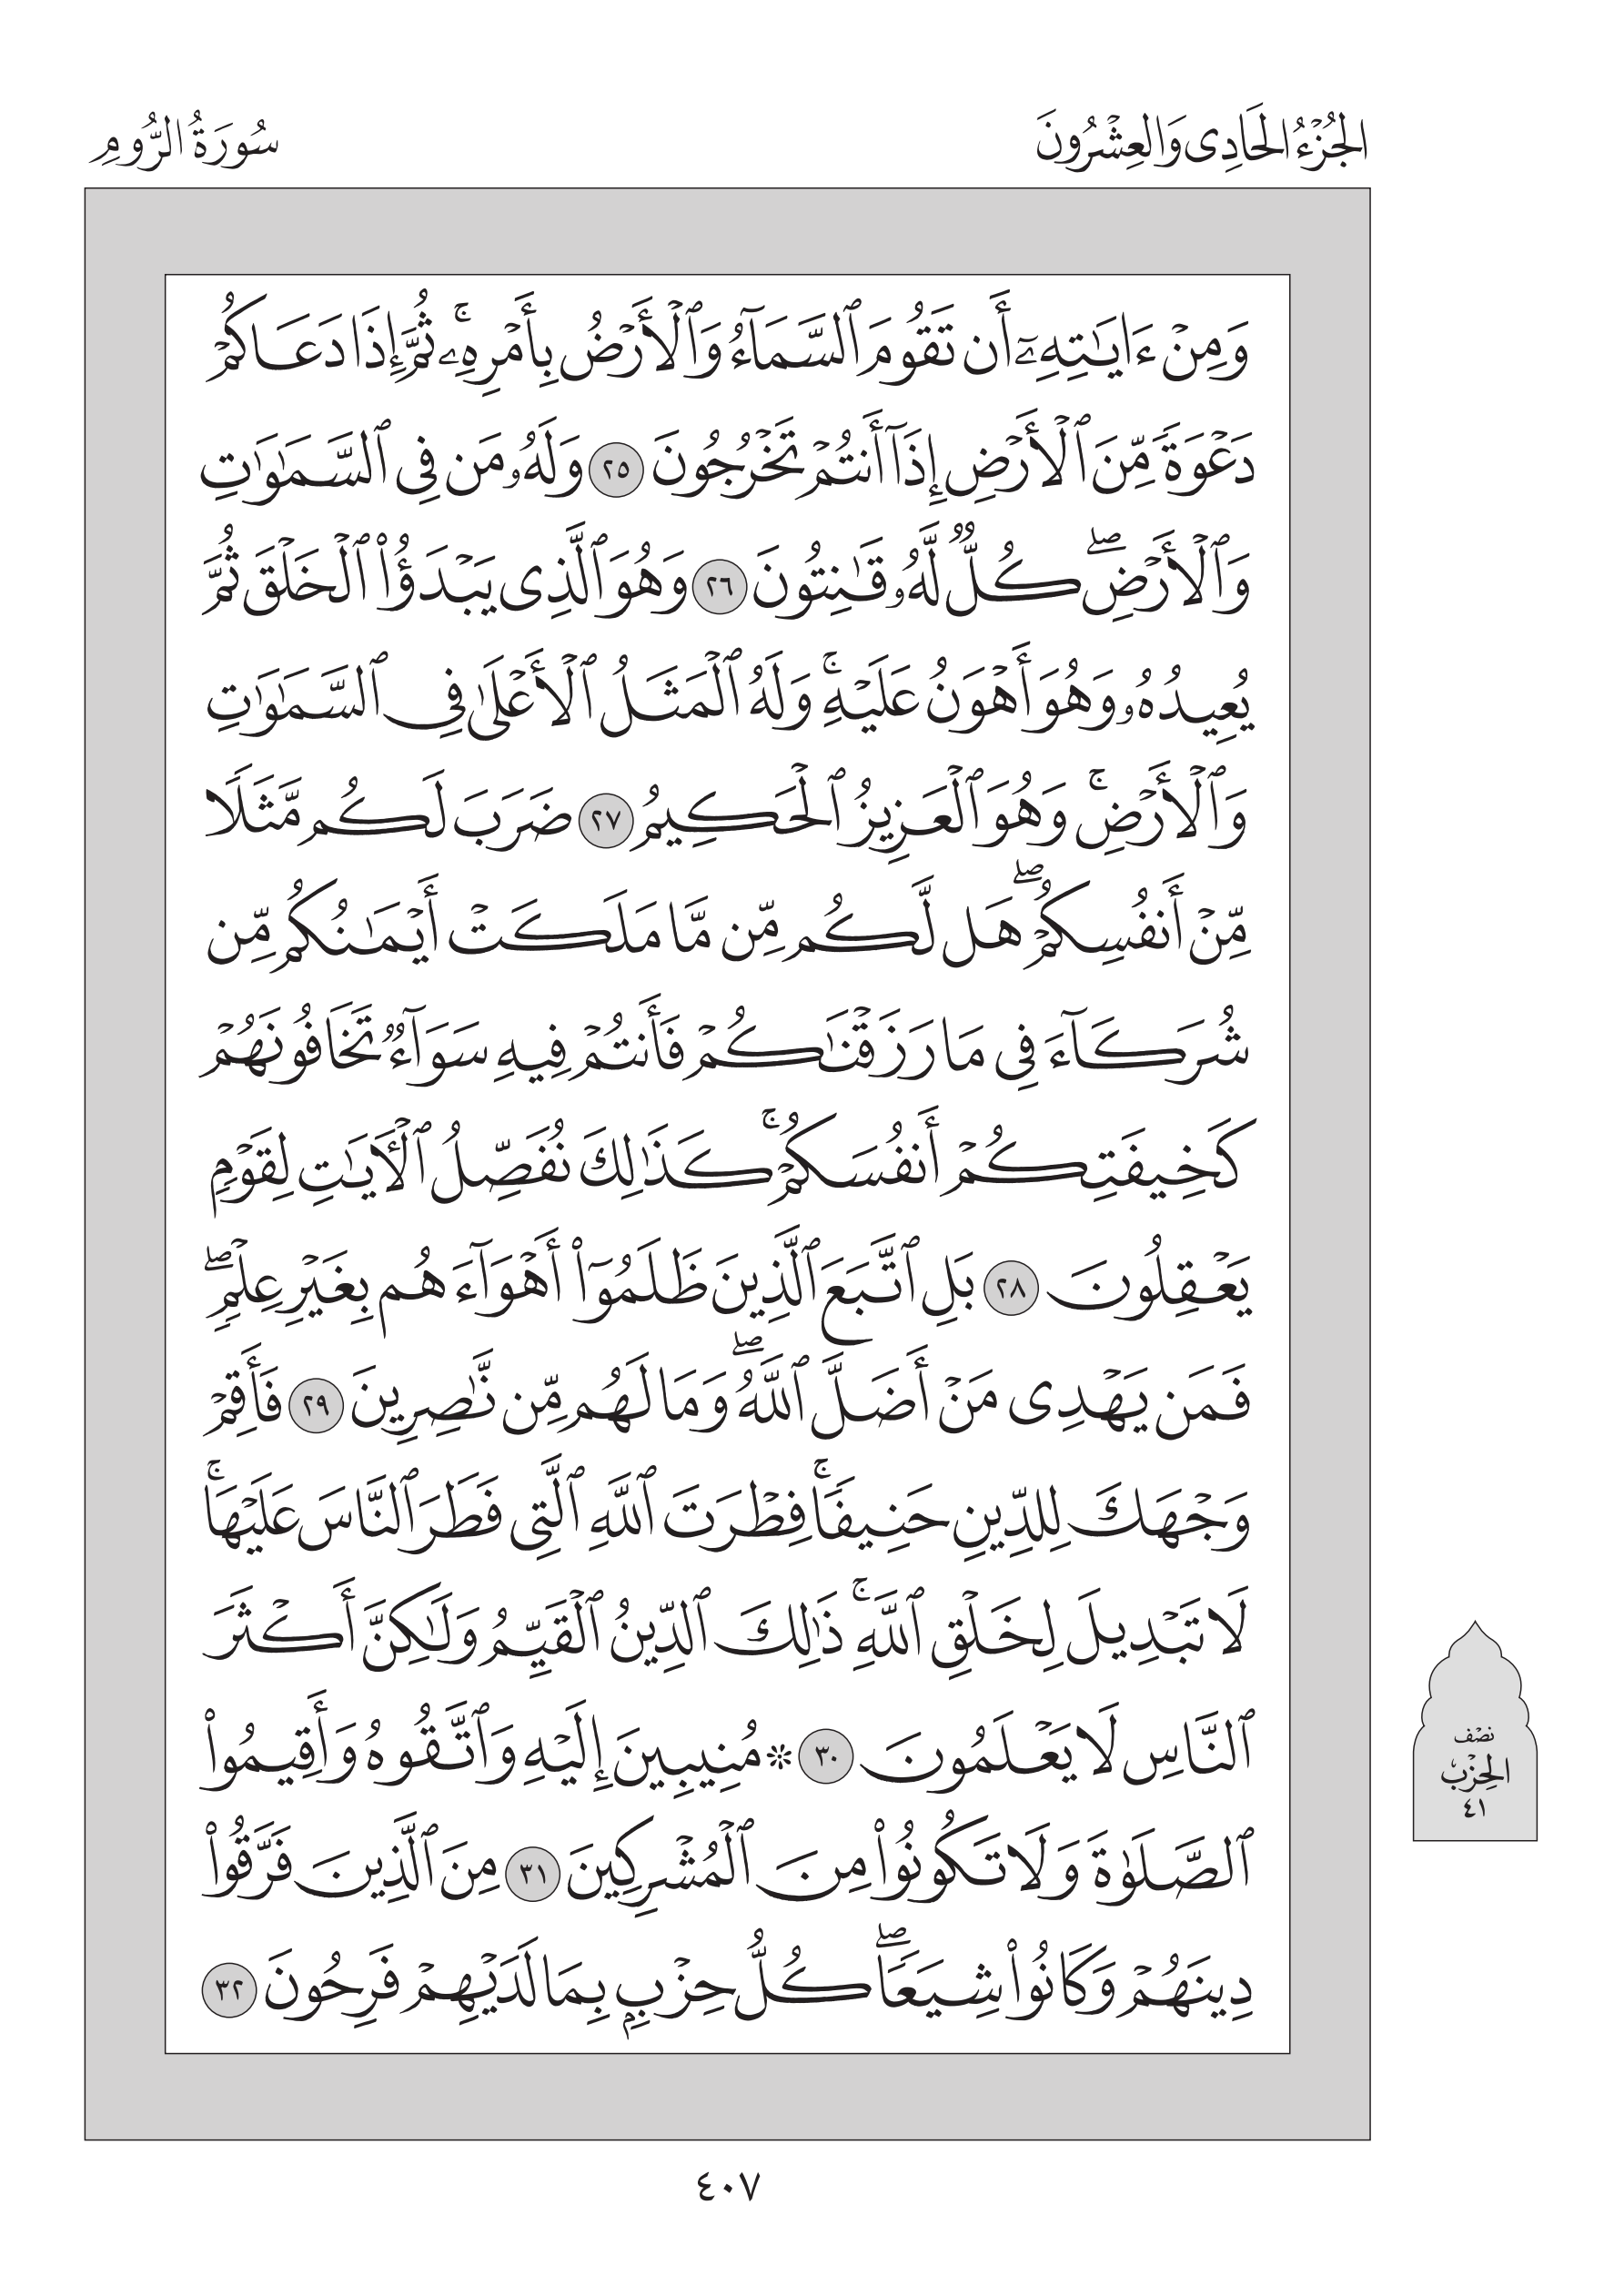 الجُزْءُ الحَادِى وَالعِشْرُونَ
سُورَةُ الرُّومِ
وَمِنْ ءَايَٰتِهِۦٓ أَن تَقُومَ ٱلسَّمَآءُ وَٱلْأَرْضُ بِأَمْرِهِۦۚ ثُمَّ إِذَا دَعَاكُمْ
دَعْوَةً مِّنَ ٱلْأَرْضِ إِذَآ أَنتُمْ تَخْرُجُونَ ٢٥ وَلَهُۥ مَن فِى ٱلسَّمَٰوَٰتِ
وَٱلْأَرْضِۖ كُلٌّ لَّهُۥ قَٰنِتُونَ ٢٦ وَهُوَ ٱلَّذِى يَبْدَؤُا۟ ٱلْخَلْقَ ثُمَّ
يُعِيدُهُۥ وَهُوَ أَهْوَنُ عَلَيْهِۚ وَلَهُ ٱلْمَثَلُ ٱلْأَعْلَىٰ فِى ٱلسَّمَٰوَٰتِ
وَٱلْأَرْضِۚ وَهُوَ ٱلْعَزِيزُ ٱلْحَكِيمُ ٢٧ ضَرَبَ لَكُم مَّثَلًا
مِّنْ أَنفُسِكُمْۖ هَل لَّكُم مِّن مَّا مَلَكَتْ أَيْمَٰنُكُم مِّن
شُرَكَآءَ فِى مَا رَزَقْنَٰكُمْ فَأَنتُمْ فِيهِ سَوَآءٌ تَخَافُونَهُمْ
كَخِيفَتِكُمْ أَنفُسَكُمْۚ كَذَٰلِكَ نُفَصِّلُ ٱلْءَايَٰتِ لِقَوْمٍ
يَعْقِلُونَ ٢٨ بَلِ ٱتَّبَعَ ٱلَّذِينَ ظَلَمُوٓا۟ أَهْوَآءَهُم بِغَيْرِ عِلْمٍۖ
فَمَن يَهْدِى مَنْ أَضَلَّ ٱللَّهُۖ وَمَا لَهُم مِّن نَّٰصِرِينَ ٢٩ فَأَقِمْ
وَجْهَكَ لِلدِّينِ حَنِيفًاۚ فِطْرَتَ ٱللَّهِ ٱلَّتِى فَطَرَ ٱلنَّاسَ عَلَيْهَاۚ
لَا تَبْدِيلَ لِخَلْقِ ٱللَّهِۚ ذَٰلِكَ ٱلدِّينُ ٱلْقَيِّمُ وَلَٰكِنَّ أَكْثَرَ
ٱلنَّاسِ لَا يَعْلَمُونَ ٣٠ ۞ مُنِيبِينَ إِلَيْهِ وَٱتَّقُوهُ وَأَقِيمُوا۟
ٱلصَّلَوٰةَ وَلَا تَكُونُوا۟ مِنَ ٱلْمُشْرِكِينَ ٣١ مِنَ ٱلَّذِينَ فَرَّقُوا۟
دِينَهُمْ وَكَانُوا۟ شِيَعًاۖ كُلُّ حِزْبٍۭ بِمَا لَدَيْهِمْ فَرِحُونَ ٣٢
نصْف
الحِزْبْ
٤١
٤٠٧